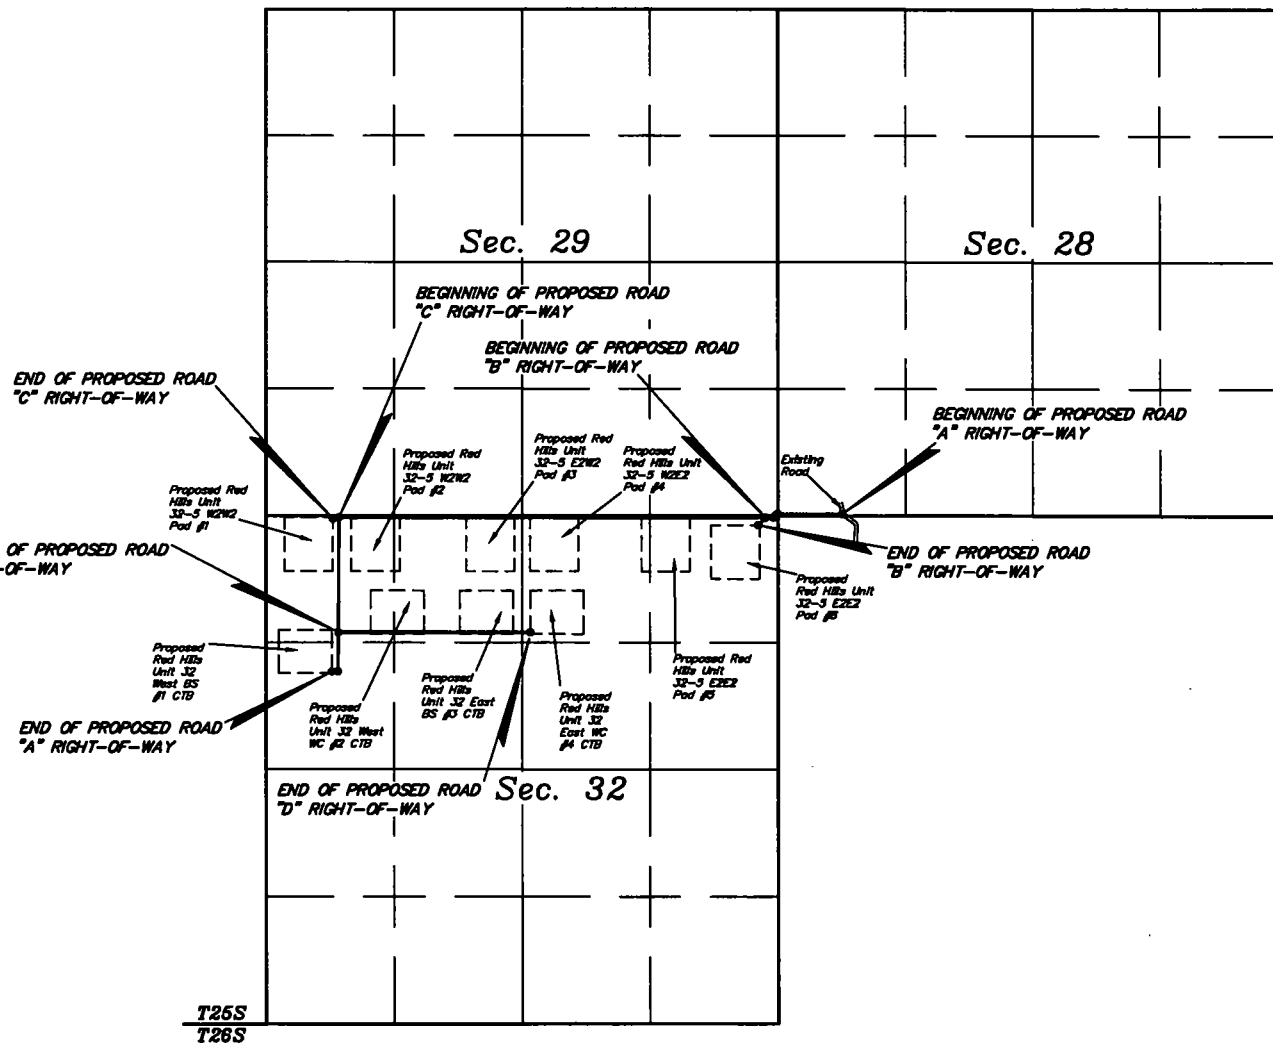 Sec. 29
Sec. 28
BEGINNING OF PROPOSED ROAD
"C" RIGHT-OF-WAY
BEGINNING OF PROPOSED ROAD
"B" RIGHT-OF-WAY
END OF PROPOSED ROAD
"C" RIGHT-OF-WAY
BEGINNING OF PROPOSED ROAD
"A" RIGHT-OF-WAY
Proposed Red
Hills Unit
32-5 W2W2
Pad #1
Proposed Red
Hills Unit
32-5 W2W2
Pad #2
Proposed Red
Hills Unit
32-5 E2W2
Pad #3
Proposed
Red Hills Unit
32-5 W2E2
Pad #4
Existing
Road
OF PROPOSED ROAD
-OF-WAY
END OF PROPOSED ROAD
"B" RIGHT-OF-WAY
Proposed
Red Hills Unit
32-5 E2E2
Pad #6
Proposed
Red Hills
Unit 32
West BS
#1 CTB
Proposed
Red Hills
Unit 32 West
WC #2 CTB
Proposed
Red Hills
Unit 32 East
BS #3 CTB
Proposed
Red Hills
Unit 32
East WC
#4 CTB
Proposed Red
Hills Unit
32-5 E2E2
Pad #5
END OF PROPOSED ROAD
"A" RIGHT-OF-WAY
END OF PROPOSED ROAD
"D" RIGHT-OF-WAY
Sec. 32
T25S
T26S